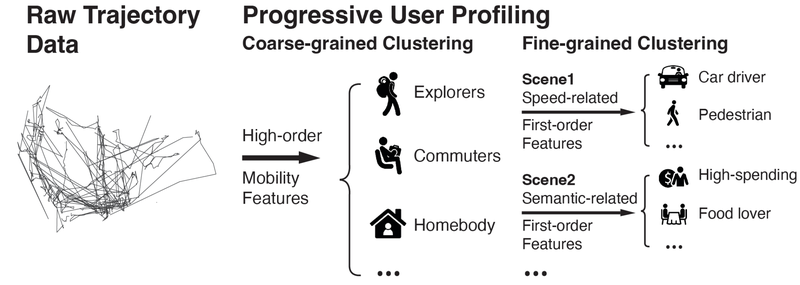 Raw Trajectory
Data
Progressive User Profiling
Coarse-grained Clustering
High-order
Mobility
Features
Explorers
Commuters
Homebody
...
Fine-grained Clustering
Scene1
Speed-related
First-order
Features
Car driver
Pedestrian
...
Scene2
Semantic-related
First-order
Features
High-spending
Food lover
...
...